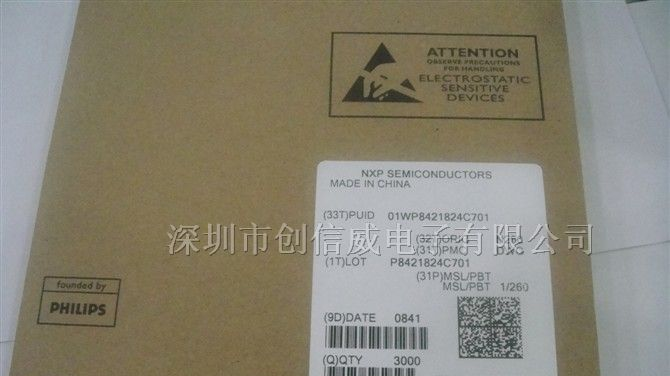 ATTENTION
OBSERVE PRECAUTIONS
FOR HANDLING
ELECTROSTATIC
SENSITIVE
DEVICES
NXP SEMICONDUCTORS
MADE IN CHINA
(33T)PUID 01WP8421824C701
深圳市创信威电子有限公司
(1T)LOT P8421824C701
(31P)MSL/PBT
MSL/PBT 1/260
founded by
PHILIPS
(9D)DATE 0841
(Q)QTY 3000